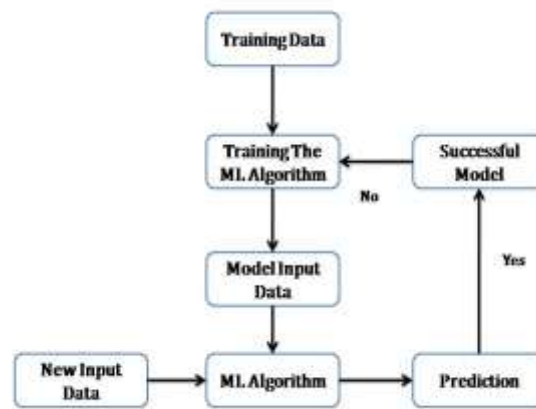 Training Data
Training The
ML Algorithm
Successful
Model
No
Model Input
Data
Yes
New Input
Data
ML Algorithm
Prediction